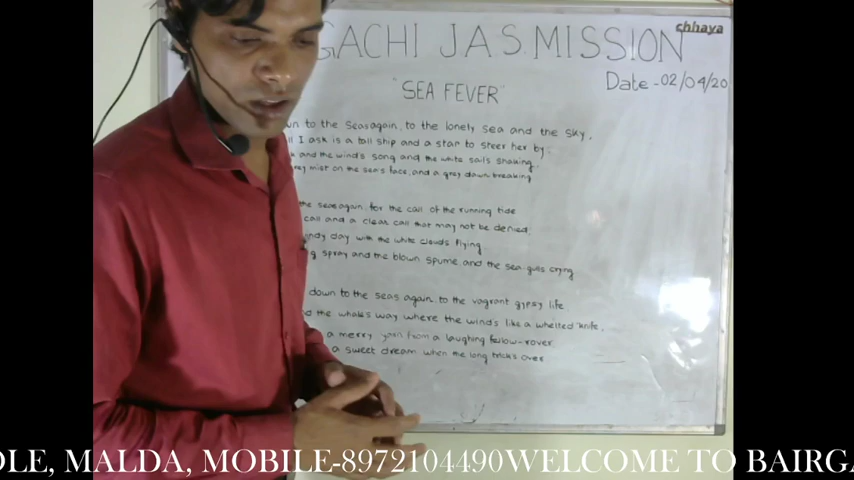 chhaya
GACHI J.A.S. MISSION
Date - 02/04/20
"SEA FEVER"
to the Seas again, to the lonely sea and the sky,
I ask is a tall ship and a star to steer her by
and the wind's song and the white sails shaking
mist on the sea's face, and a grey dawn breaking
the seas again, for the call of the running tide
call and a clear call that may not be denied,
day with the white clouds flying
spray and the blown spume and the sea-gulls crying
down to the seas again to the vagrant gypsy life
the whale's way where the wind's like a whetted knife,
a merry yarn from a laughing fellow-rover
a sweet dream when the long trick's over
OLE, MALDA, MOBILE-8972104490WELCOME TO BAIRGA